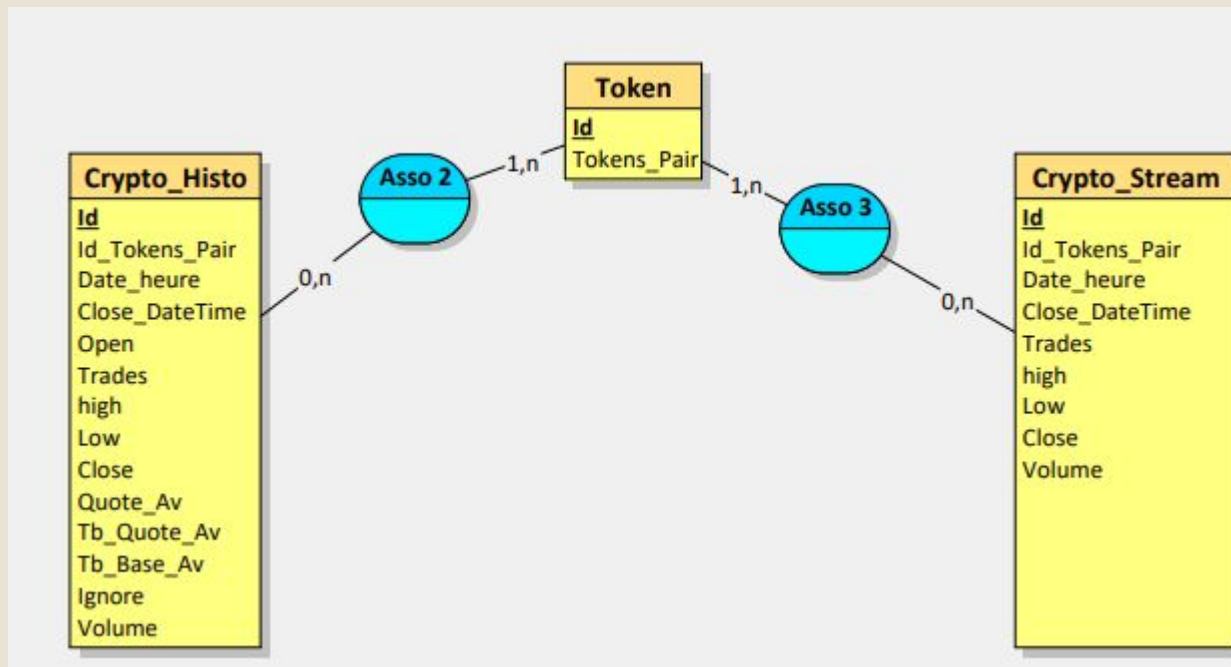 Token
Id
Tokens_Pair
Crypto_Histo
Id
Id_Tokens_Pair
Date_heure
Close_DateTime
Open
Trades
high
Low
Close
Quote_Av
Tb_Quote_Av
Tb_Base_Av
Ignore
Volume
Asso 2
1,n
0,n
Asso 3
1,n
0,n
Crypto_Stream
Id
Id_Tokens_Pair
Date_heure
Close_DateTime
Trades
high
Low
Close
Volume